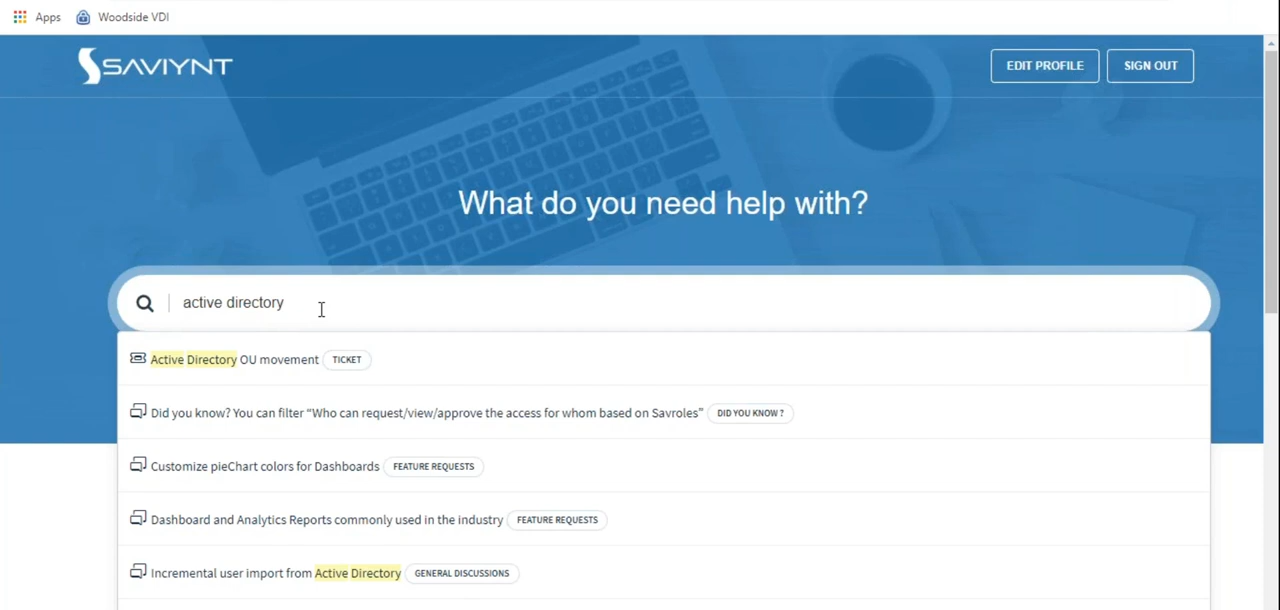 Apps Woodside VDI
SAVIYNT EDIT PROFILE SIGN OUT
What do you need help with?
active directory
Active Directory OU movement TICKET
Did you know? You can filter “Who can request/view/approve the access for whom based on Savroles” DID YOU KNOW ?
Customize pieChart colors for Dashboards FEATURE REQUESTS
Dashboard and Analytics Reports commonly used in the industry FEATURE REQUESTS
Incremental user import from Active Directory GENERAL DISCUSSIONS